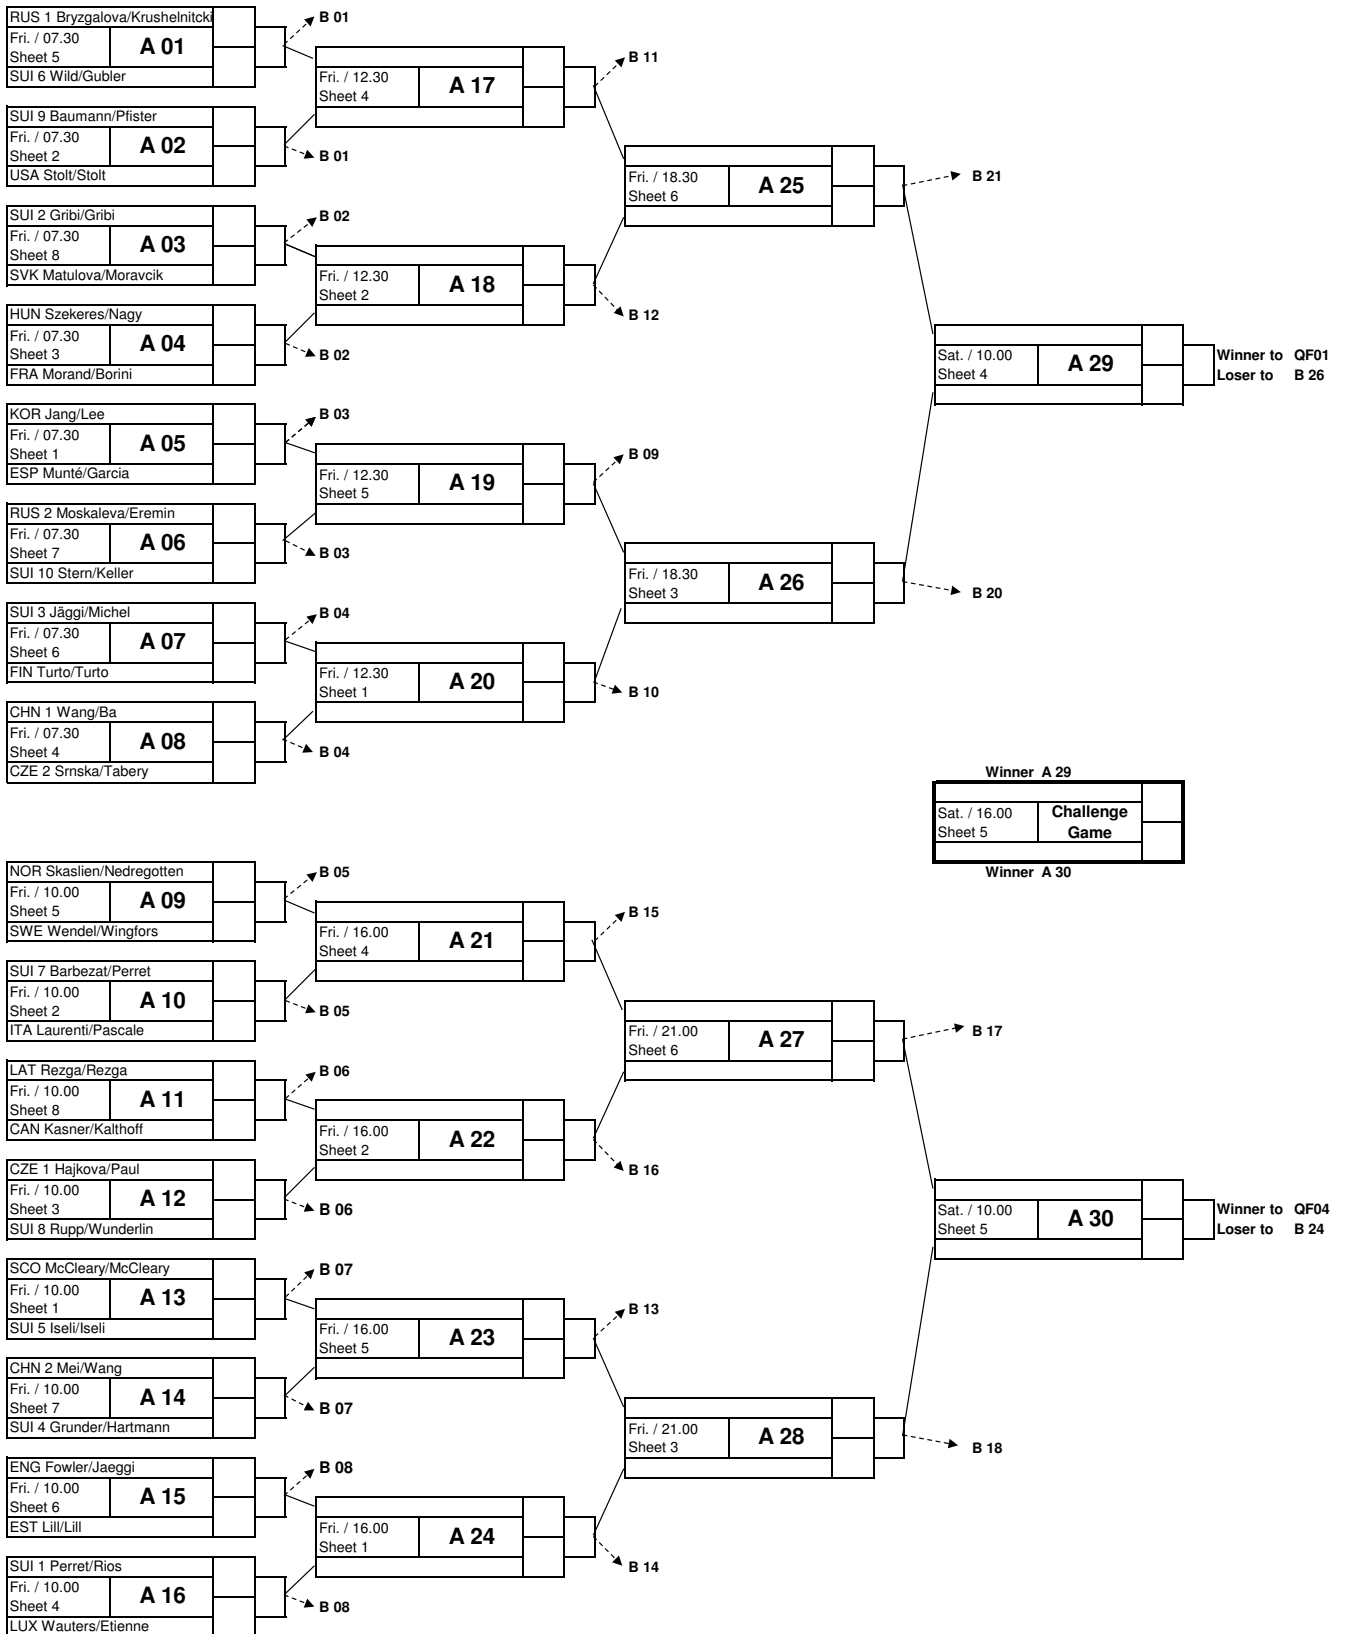 RUS 1 Bryzgalova/Krushelnitcki
Fri. / 07.30
Sheet 5
A 01
SUI 6 Wild/Gubler
B 01
SUI 9 Baumann/Pfister
Fri. / 07.30
Sheet 2
A 02
USA Stolt/Stolt
B 01
Fri. / 12.30
Sheet 4
A 17
B 11
SUI 2 Gribi/Gribi
Fri. / 07.30
Sheet 8
A 03
SVK Matulova/Moravcik
B 02
HUN Szekeres/Nagy
Fri. / 07.30
Sheet 3
A 04
FRA Morand/Borini
B 02
Fri. / 12.30
Sheet 2
A 18
B 12
Fri. / 18.30
Sheet 6
A 25
B 21
KOR Jang/Lee
Fri. / 07.30
Sheet 1
A 05
ESP Munté/Garcia
B 03
RUS 2 Moskaleva/Eremin
Fri. / 07.30
Sheet 7
A 06
SUI 10 Stern/Keller
B 03
Fri. / 12.30
Sheet 5
A 19
B 09
SUI 3 Jäggi/Michel
Fri. / 07.30
Sheet 6
A 07
FIN Turto/Turto
B 04
CHN 1 Wang/Ba
Fri. / 07.30
Sheet 4
A 08
CZE 2 Srnska/Tabery
B 04
Fri. / 12.30
Sheet 1
A 20
B 10
Fri. / 18.30
Sheet 3
A 26
B 20
Sat. / 10.00
Sheet 4
A 29
Winner to QF01
Loser to B 26
Winner A 29
Sat. / 16.00
Sheet 5
Challenge
Game
Winner A 30
NOR Skaslien/Nedregotten
Fri. / 10.00
Sheet 5
A 09
SWE Wendel/Wingfors
B 05
SUI 7 Barbezat/Perret
Fri. / 10.00
Sheet 2
A 10
ITA Laurenti/Pascale
B 05
Fri. / 16.00
Sheet 4
A 21
B 15
LAT Rezga/Rezga
Fri. / 10.00
Sheet 8
A 11
CAN Kasner/Kalthoff
B 06
CZE 1 Hajkova/Paul
Fri. / 10.00
Sheet 3
A 12
SUI 8 Rupp/Wunderlin
B 06
Fri. / 16.00
Sheet 2
A 22
B 16
Fri. / 21.00
Sheet 6
A 27
B 17
SCO McCleary/McCleary
Fri. / 10.00
Sheet 1
A 13
SUI 5 Iseli/Iseli
B 07
CHN 2 Mei/Wang
Fri. / 10.00
Sheet 7
A 14
SUI 4 Grunder/Hartmann
B 07
Fri. / 16.00
Sheet 5
A 23
B 13
ENG Fowler/Jaeggi
Fri. / 10.00
Sheet 6
A 15
EST Lill/Lill
B 08
SUI 1 Perret/Rios
Fri. / 10.00
Sheet 4
A 16
LUX Wauters/Etienne
B 08
Fri. / 16.00
Sheet 1
A 24
B 14
Fri. / 21.00
Sheet 3
A 28
B 18
Sat. / 10.00
Sheet 5
A 30
Winner to QF04
Loser to B 24